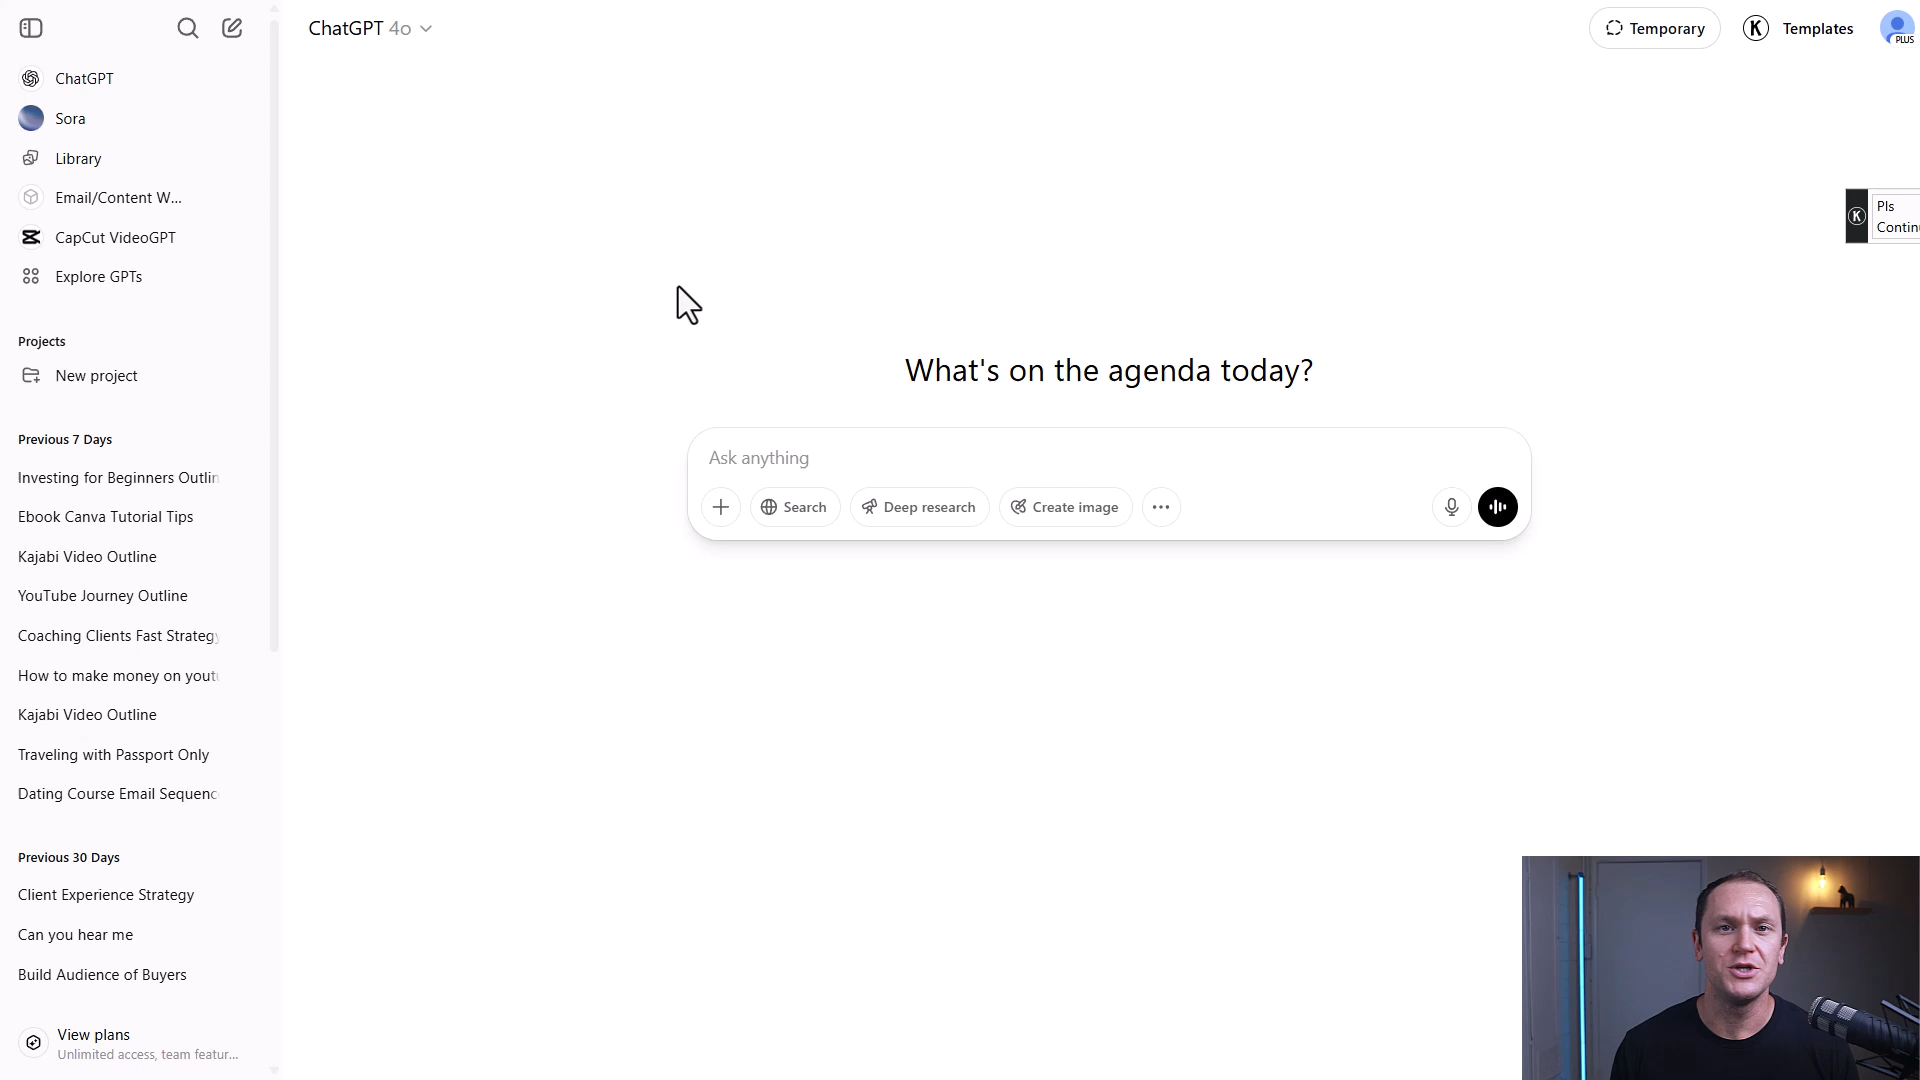 ChatGPT 4o
Temporary
K
Templates
PLUS
ChatGPT
Sora
Library
Email/Content W...
CapCut VideoGPT
Explore GPTs
Projects
New project
Previous 7 Days
Investing for Beginners Outlin
Ebook Canva Tutorial Tips
Kajabi Video Outline
YouTube Journey Outline
Coaching Clients Fast Strategy
How to make money on yout
Kajabi Video Outline
Traveling with Passport Only
Dating Course Email Sequenc
Previous 30 Days
Client Experience Strategy
Can you hear me
Build Audience of Buyers
View plans
Unlimited access, team featur...
What's on the agenda today?
Ask anything
Search
Deep research
Create image
K
Pls
Contin